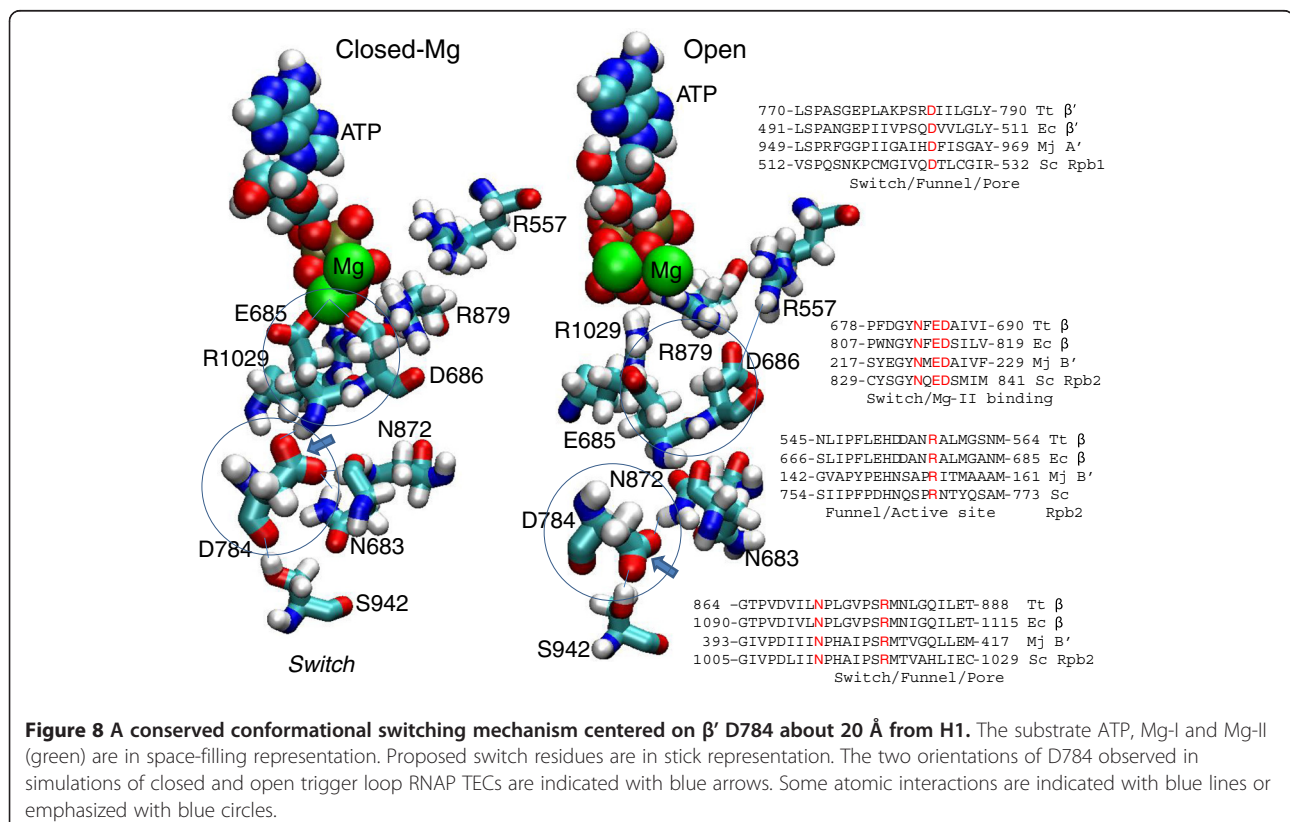 Closed-Mg
ATP
R557
Mg
E685
R879
R1029
D686
N872
D784
N683
S942
Switch
Open
ATP
Mg
R557
R1029
R879
D686
E685
N872
D784
N683
S942
770-LSPASGEPLAKPSRDIILGLY-790 Tt β'
491-LSPANGEPIIVPSQDVVLGLY-511 Ec β'
949-LSPRFGGPIIGAIHDFISGAY-969 Mj A'
512-VSPQSNKPCMGIVQDTLCGIR-532 Sc Rpb1
Switch/Funnel/Pore
678-PFDGYNFEDAIVI-690 Tt β
807-PWNGYNFEDSILV-819 Ec β
217-SYEGYNMEDAIVF-229 Mj B'
829-CYSGYNQEDSMIM 841 Sc Rpb2
Switch/Mg-II binding
545-NLIPFLEHDDANRALMGSNM-564 Tt β
666-SLIPFLEHDDANRALMGANM-685 Ec β
142-GVAPYPEHNSAPRITMAAAM-161 Mj B'
754-SIIPFPDHNQSPRNTYQSAM-773 Sc
Funnel/Active site Rpb2
864 –GTPVDVILNPLGVPSRMNLGQILET-888 Tt β
1090-GTPVDIVLNPLGVPSRMNIGQILET-1115 Ec β
393-GIVPDIIINPHAIPSRMTVGQLLEM-417 Mj B'
1005–GIVPDLIINPHAIPSRMTVAHLIEC-1029 Sc Rpb2
Switch/Funnel/Pore
Figure 8 A conserved conformational switching mechanism centered on β' D784 about 20 Å from H1. The substrate ATP, Mg-I and Mg-II
(green) are in space-filling representation. Proposed switch residues are in stick representation. The two orientations of D784 observed in
simulations of closed and open trigger loop RNAP TECs are indicated with blue arrows. Some atomic interactions are indicated with blue lines or
emphasized with blue circles.